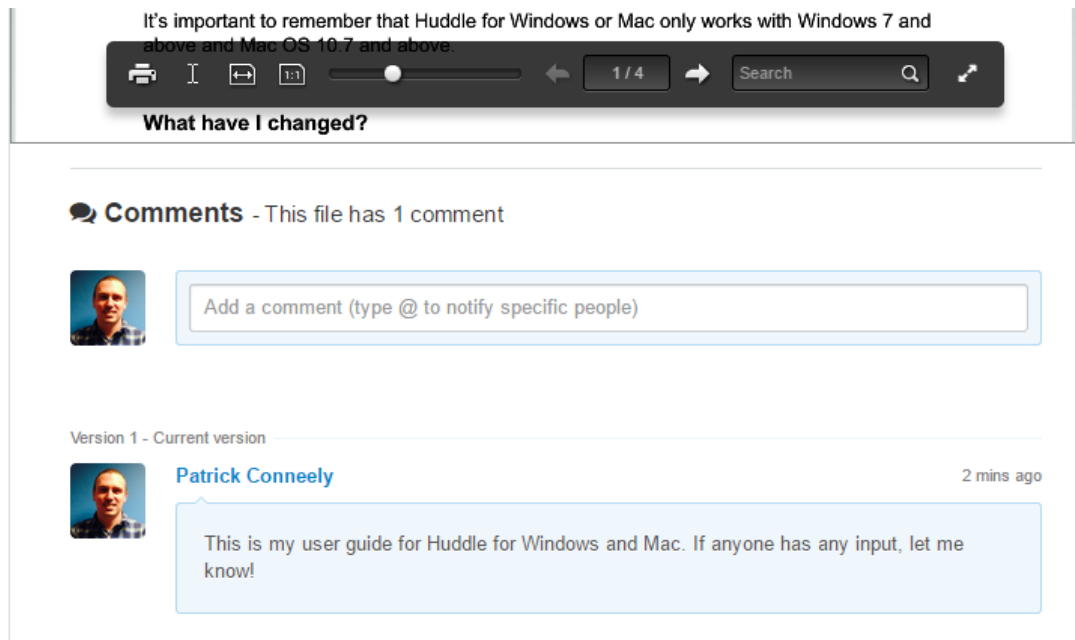 It's important to remember that Huddle for Windows or Mac only works with Windows 7 and
above and Mac OS 10.7 and above.
1:1
1 / 4
Search
What have I changed?
Comments - This file has 1 comment
Add a comment (type @ to notify specific people)
Version 1 - Current version
Patrick Conneely
2 mins ago
This is my user guide for Huddle for Windows and Mac. If anyone has any input, let me
know!